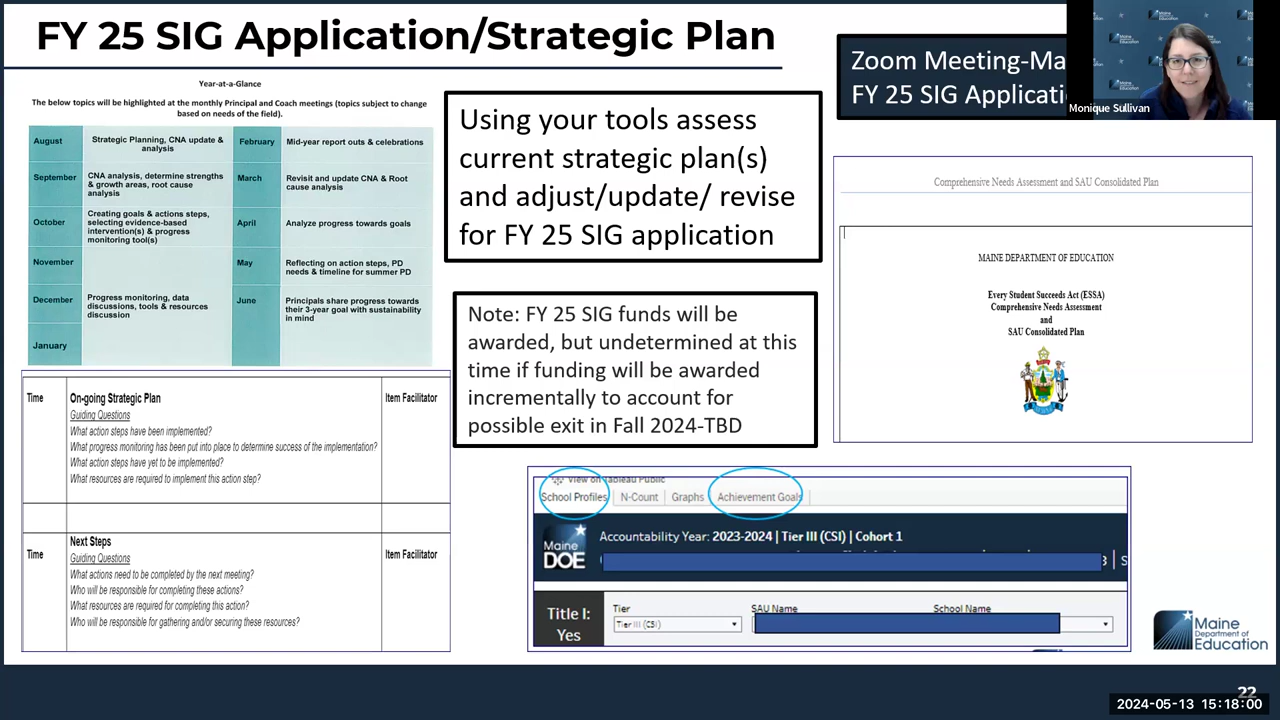 FY 25 SIG Application/Strategic Plan
Year-at-a-Glance
The below topics will be highlighted at the monthly Principal and Coach meetings (topics subject to change
based on needs of the field).
August
Strategic Planning, CNA update &
analysis
February
Mid-year report outs & celebrations
September
CNA analysis, determine strengths
& growth areas, root cause
analysis
March
Revisit and update CNA & Root
cause analysis
October
Creating goals & actions steps,
selecting evidence-based
intervention(s) & progress
monitoring tool(s)
April
Analyze progress towards goals
November
May
Reflecting on action steps, PD
needs & timeline for summer PD
December
Progress monitoring, data
discussions, tools & resources
discussion
June
Principals share progress towards
their 3-year goal with sustainability
in mind
January
Time
On-going Strategic Plan
Item Facilitator
Guiding Questions
What action steps have been implemented?
What progress monitoring has been put into place to determine success of the implementation?
What action steps have yet to be implemented?
What resources are required to implement this action step?
Time
Next Steps
Item Facilitator
Guiding Questions
What actions need to be completed by the next meeting?
Who will be responsible for completing these actions?
What resources are required for completing this action?
Who will be responsible for gathering and/or securing these resources?
Using your tools assess
current strategic plan(s)
and adjust/update/ revise
for FY 25 SIG application
Note: FY 25 SIG funds will be
awarded, but undetermined at this
time if funding will be awarded
incrementally to account for
possible exit in Fall 2024-TBD
Zoom Meeting-Ma
FY 25 SIG Applicati
Monique Sullivan
Comprehensive Needs Assessment and SAU Consolidated Plan
MAINE DEPARTMENT OF EDUCATION
Every Student Succeeds Act (ESSA)
Comprehensive Needs Assessment
and
SAU Consolidated Plan
View on Tableau Public
School Profiles
N-Count
Graphs
Achievement Goals
Maine
DOE
Accountability Year: 2023-2024 | Tier III (CSI) | Cohort 1
Title I:
Yes
Tier
SAU Name
School Name
Tier III (CSI)
Maine
Department of
Education
22
2024-05-13 15:18:00